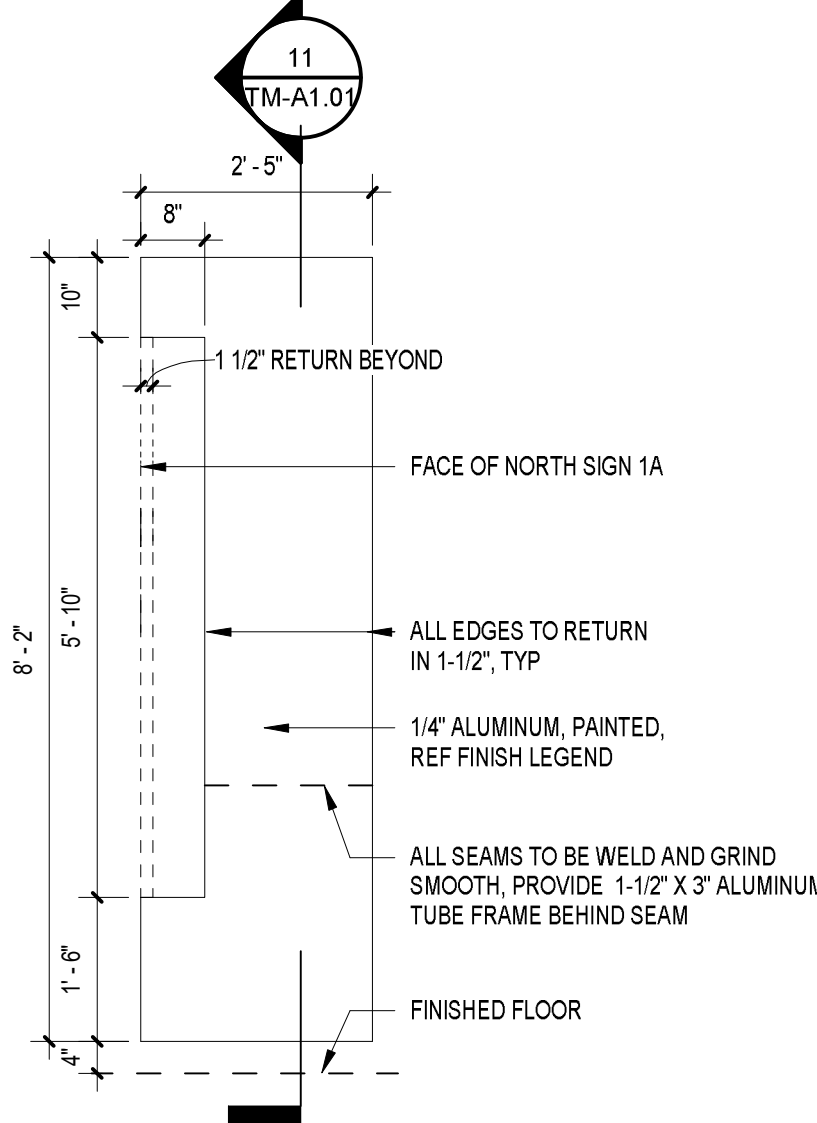 11
TM-A1.01
2' - 5"
8"
10"
1 1/2" RETURN BEYOND
FACE OF NORTH SIGN 1A
5' - 10"
8' - 2"
ALL EDGES TO RETURN
IN 1-1/2", TYP
1/4" ALUMINUM, PAINTED,
REF FINISH LEGEND
ALL SEAMS TO BE WELD AND GRIND
SMOOTH, PROVIDE 1-1/2" X 3" ALUMINUM
TUBE FRAME BEHIND SEAM
1' - 6"
FINISHED FLOOR
4"